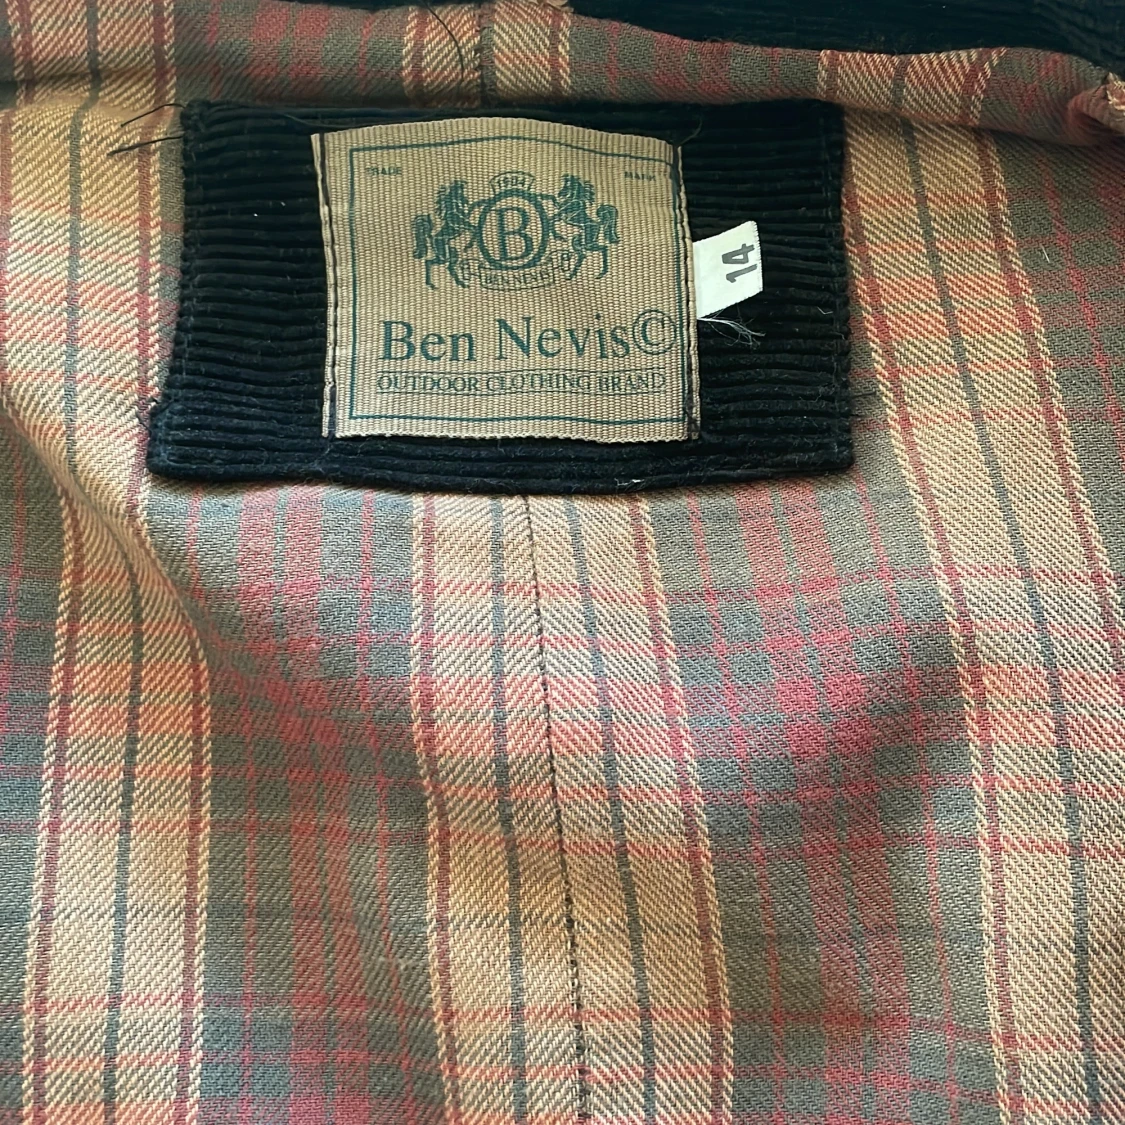 TRADE MARK
B
BEN NEVIS
Ben Nevis©
OUTDOOR CLOTHING BRAND
14